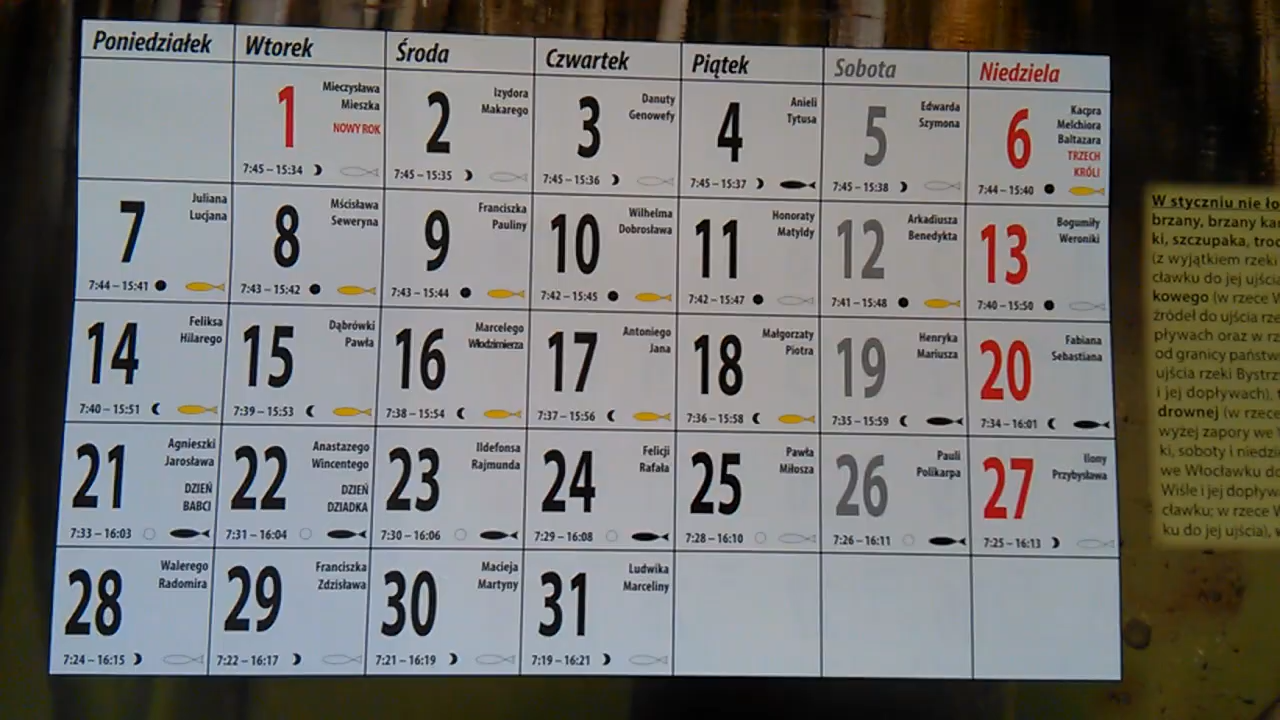 Poniedziałek Wtorek Środa Czwartek Piątek Sobota Niedziela
1
Mieczysława
Mieszka
NOWY ROK
7:45 – 15:34
2
Izydora
Makarego
7:45 – 15:35
3
Danuty
Genowefy
7:45 – 15:36
4
Anieli
Tytusa
7:45 – 15:37
5
Edwarda
Szymona
7:45 – 15:38
6
Kacpra
Melchiora
Baltazara
TRZECH
KRÓLI
7:44 – 15:40
7
Juliana
Lucjana
7:44 – 15:41
8
Mścisława
Seweryna
7:43 – 15:42
9
Franciszka
Pauliny
7:43 – 15:44
10
Wilhelma
Dobrosława
7:42 – 15:45
11
Honoraty
Matyldy
7:42 – 15:47
12
Arkadiusza
Benedykta
7:41 – 15:48
13
Bogumiły
Weroniki
7:40 – 15:50
14
Feliksa
Hilarego
7:40 – 15:51
15
Dąbrówki
Pawła
7:39 – 15:53
16
Marcelego
Włodzimierza
7:38 – 15:54
17
Antoniego
Jana
7:37 – 15:56
18
Małgorzaty
Piotra
7:36 – 15:58
19
Henryka
Mariusza
7:35 – 15:59
20
Fabiana
Sebastiana
7:34 – 16:01
21
Agnieszki
Jarosława
DZIEŃ
BABCI
7:33 – 16:03
22
Anastazego
Wincentego
DZIEŃ
DZIADKA
7:31 – 16:04
23
Ildefonsa
Rajmunda
7:30 – 16:06
24
Felicji
Rafała
7:29 – 16:08
25
Pawła
Miłosza
7:28 – 16:10
26
Pauli
Polikarpa
7:26 – 16:11
27
Ilony
Przybysława
7:25 – 16:13
28
Walerego
Radomira
7:24 – 16:15
29
Franciszka
Zdzisława
7:22 – 16:17
30
Macieja
Martyny
7:21 – 16:19
31
Ludwika
Marceliny
7:19 – 16:21
W styczniu nie ło
brzany, brzany kar
ki, szczupaka, troc
(z wyjątkiem rzeki
cławku do jej ujści
kowego (w rzece W
źródeł do ujścia rze
pływach oraz w rz
od granicy państw
ujścia rzeki Bystrz
i jej dopływach),
drownej (w rzece
wyżej zapory we
ki, soboty i niedzi
we Włocławku do
Wiśle i jej dopływ
cławku; w rzece W
ku do jej ujścia),